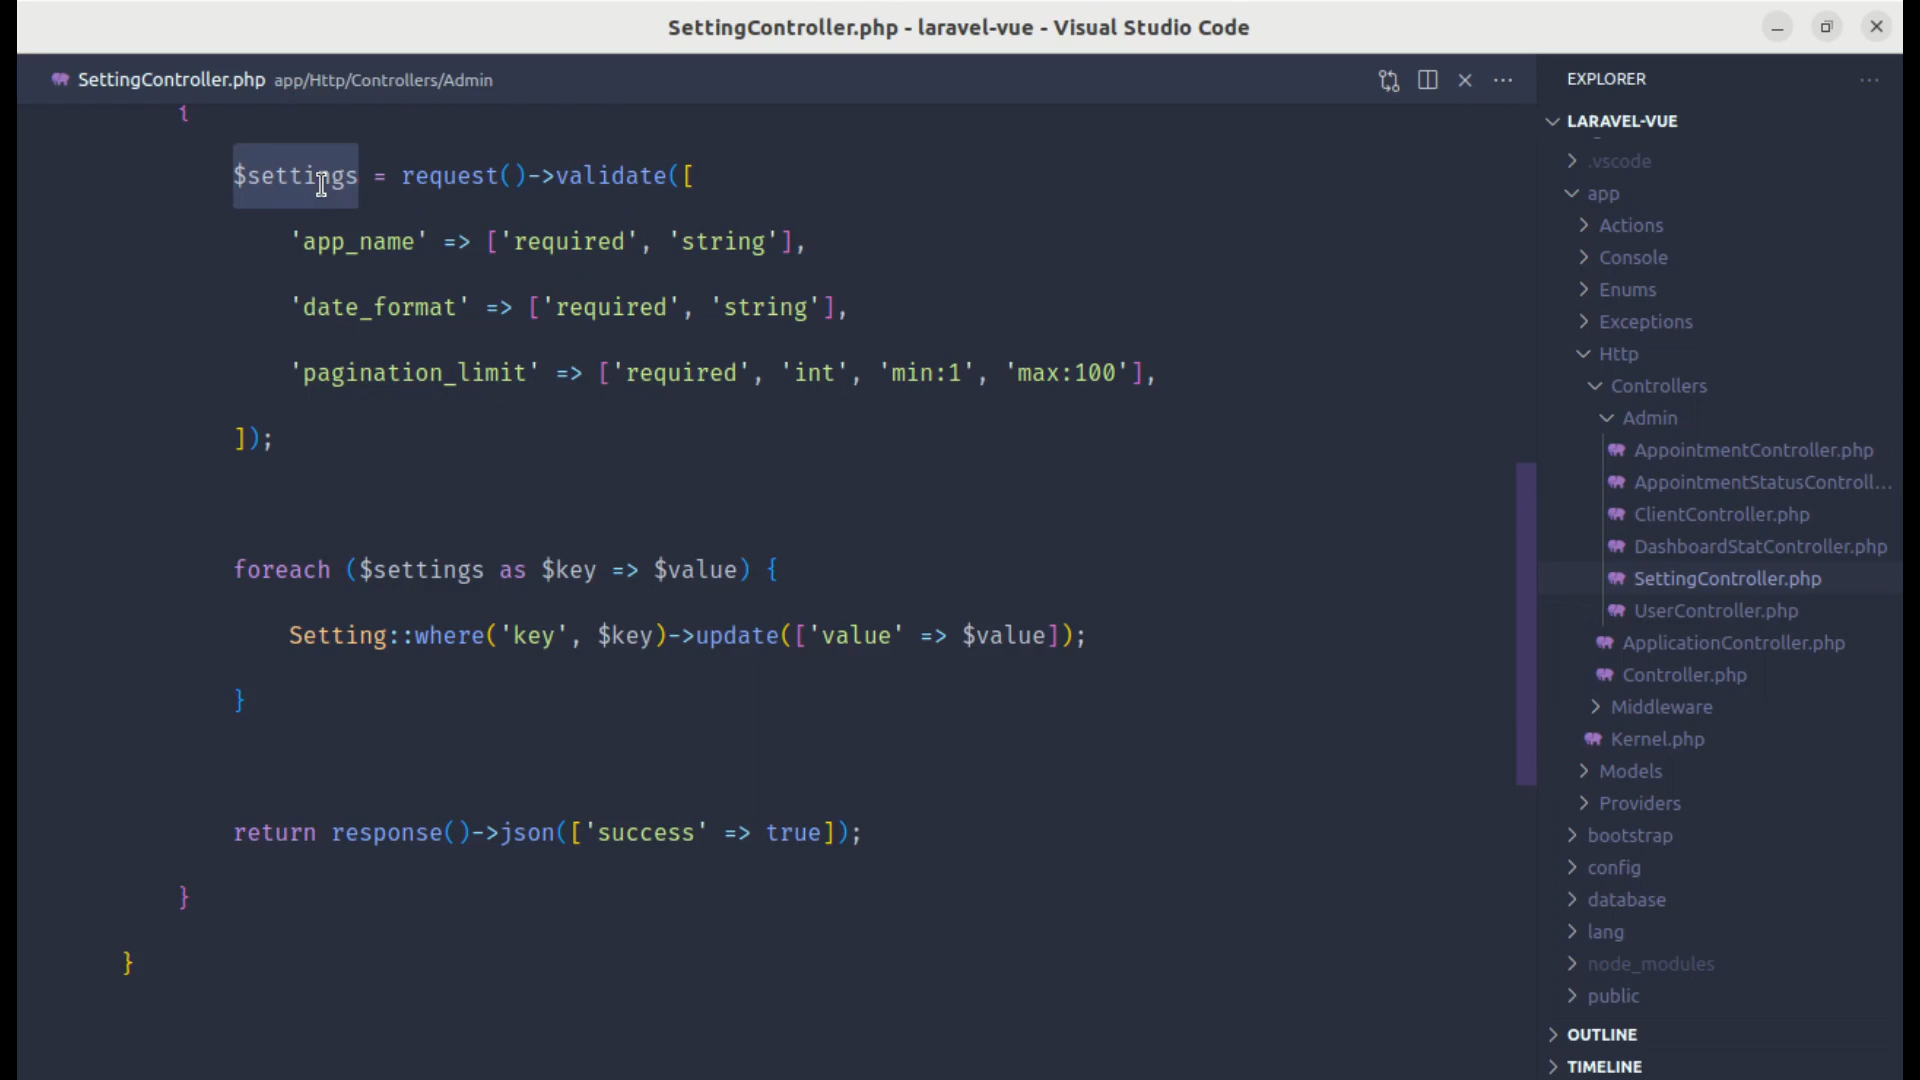 SettingController.php - laravel-vue - Visual Studio Code
SettingController.php app/Http/Controllers/Admin
{
$settings = request()->validate([
'app_name' => ['required', 'string'],
'date_format' => ['required', 'string'],
'pagination_limit' => ['required', 'int', 'min:1', 'max:100'],
]);
foreach ($settings as $key => $value) {
Setting::where('key', $key)->update(['value' => $value]);
}
return response()->json(['success' => true]);
}
}
EXPLORER
LARAVEL-VUE
.vscode
app
Actions
Console
Enums
Exceptions
Http
Controllers
Admin
AppointmentController.php
AppointmentStatusControll...
ClientController.php
DashboardStatController.php
SettingController.php
UserController.php
ApplicationController.php
Controller.php
Middleware
Kernel.php
Models
Providers
bootstrap
config
database
lang
node_modules
public
OUTLINE
TIMELINE